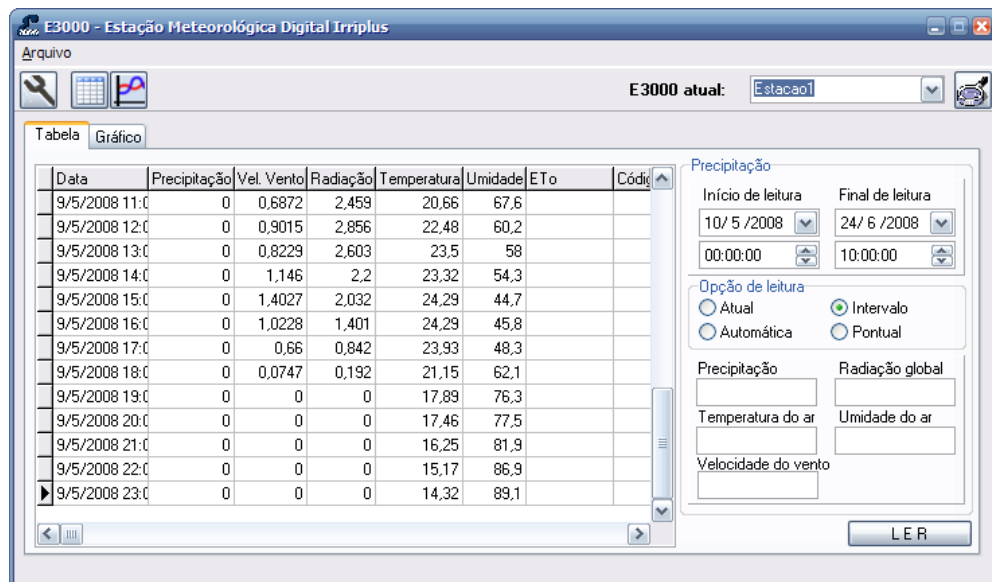 E3000 - Estação Meteorológica Digital Irriplus
Arquivo
E3000 atual: Estacao1
Tabela Gráfico
Data Precipitação Vel. Vento Radiação Temperatura Umidade ETo Códig
9/5/2008 11:0 0 0,6872 2,459 20,66 67,6
9/5/2008 12:0 0 0,9015 2,856 22,48 60,2
9/5/2008 13:0 0 0,8229 2,603 23,5 58
9/5/2008 14:0 0 1,146 2,2 23,32 54,3
9/5/2008 15:0 0 1,4027 2,032 24,29 44,7
9/5/2008 16:0 0 1,0228 1,401 24,29 45,8
9/5/2008 17:0 0 0,66 0,842 23,93 48,3
9/5/2008 18:0 0 0,0747 0,192 21,15 62,1
9/5/2008 19:0 0 0 0 17,89 76,3
9/5/2008 20:0 0 0 0 17,46 77,5
9/5/2008 21:0 0 0 0 16,25 81,9
9/5/2008 22:0 0 0 0 15,17 86,9
9/5/2008 23:0 0 0 0 14,32 89,1
Precipitação
Início de leitura Final de leitura
10/ 5 /2008 24/ 6 /2008
00:00:00 10:00:00
Opção de leitura
Atual Intervalo
Automática Pontual
Precipitação Radiação global
Temperatura do ar Umidade do ar
Velocidade do vento
LER